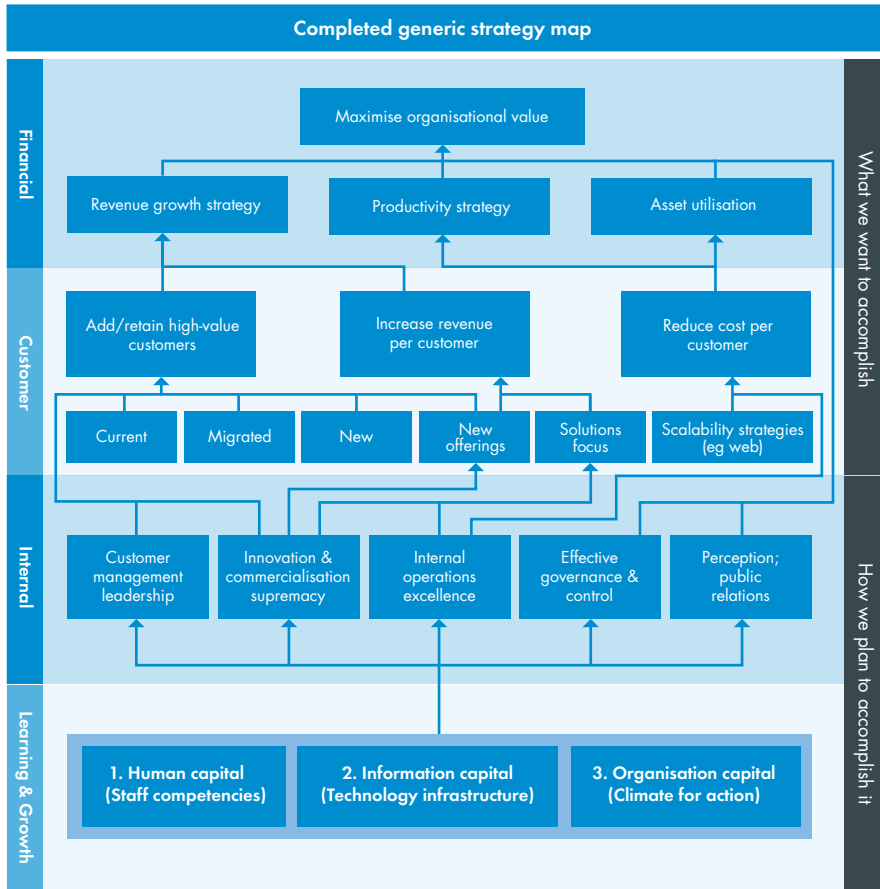 Completed generic strategy map
Financial
What we want to accomplish
Maximise organisational value
Revenue growth strategy
Productivity strategy
Asset utilisation
Customer
Add/retain high-value
customers
Increase revenue
per customer
Reduce cost per
customer
Current
Migrated
New
New
offerings
Solutions
focus
Scalability strategies
(eg web)
Internal
How we plan to accomplish it
Customer
management
leadership
Innovation &
commercialisation
supremacy
Internal
operations
excellence
Effective
governance &
control
Perception;
public
relations
Learning & Growth
1. Human capital
(Staff competencies)
2. Information capital
(Technology infrastructure)
3. Organisation capital
(Climate for action)